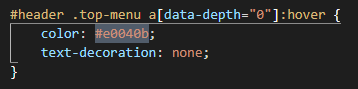 #header .top-menu a[data-depth="0"]:hover {
    color: #e0040b;
    text-decoration: none;
}